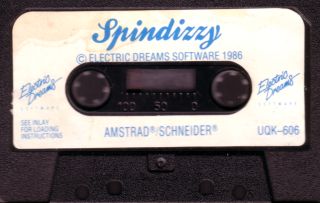 Spindizzy
© ELECTRIC DREAMS SOFTWARE 1986
Electric Dreams
SOFTWARE
Electric Dreams
SOFTWARE
100 50 0
SEE INLAY
FOR LOADING
INSTRUCTIONS
AMSTRAD®/SCHNEIDER®
UQK-606